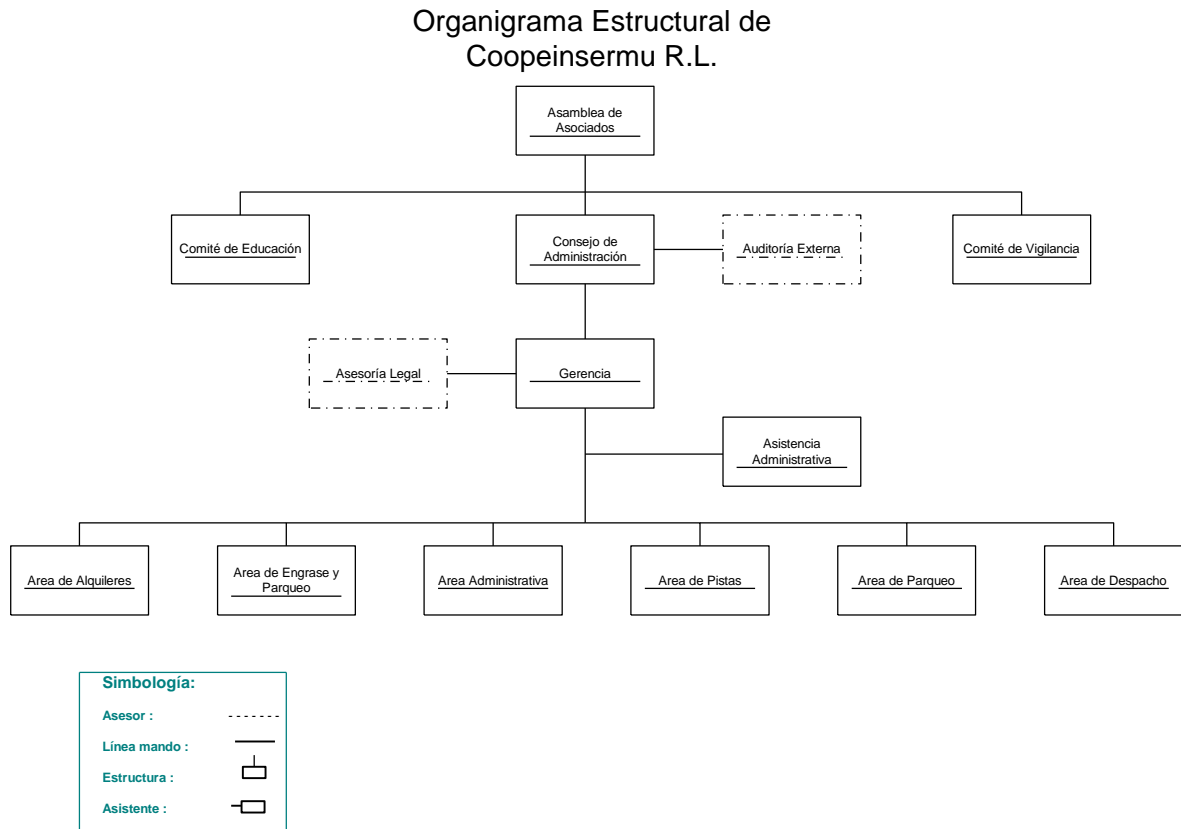 Organigrama Estructural de
Coopeinsermu R.L.
Asamblea de
Asociados
Comité de Educación
Consejo de
Administración
Auditoría Externa
Comité de Vigilancia
Asesoría Legal
Gerencia
Asistencia
Administrativa
Area de Alquileres
Area de Engrase y
Parqueo
Area Administrativa
Area de Pistas
Area de Parqueo
Area de Despacho
Simbología:
Asesor :
Línea mando :
Estructura :
Asistente :